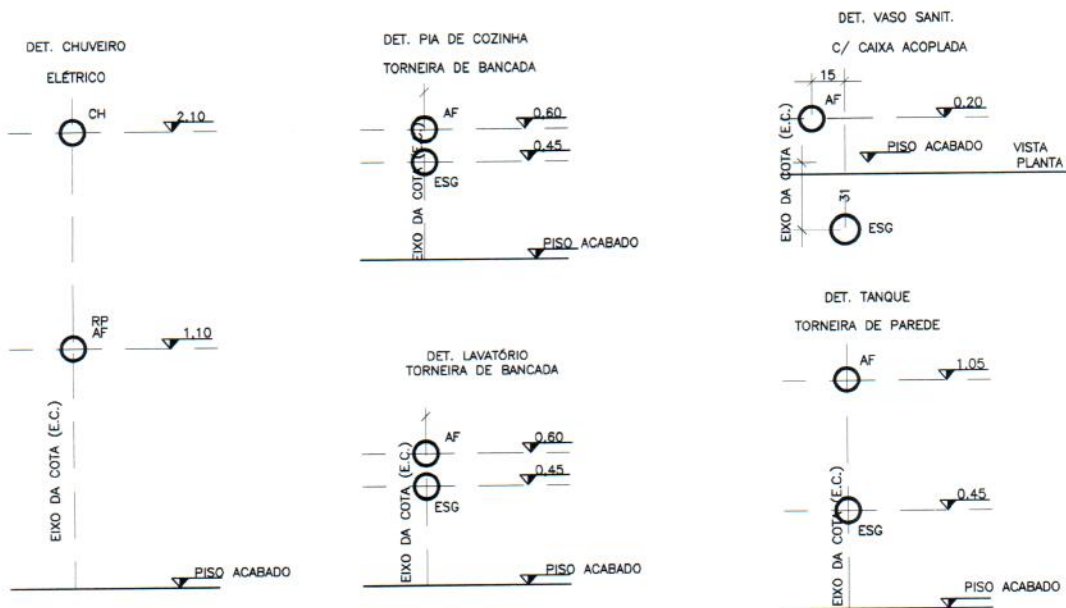 DET. CHUVEIRO
ELÉTRICO
CH
2,10
RP
AF
1,10
EIXO DA COTA (E.C.)
PISO ACABADO
DET. PIA DE COZINHA
TORNEIRA DE BANCADA
AF
0,60
0,45
ESG
EIXO DA COTA (E.C.)
PISO ACABADO
DET. LAVATÓRIO
TORNEIRA DE BANCADA
AF
0,60
0,45
ESG
EIXO DA COTA (E.C.)
PISO ACABADO
DET. VASO SANIT.
C/ CAIXA ACOPLADA
15
AF
0,20
PISO ACABADO
VISTA
PLANTA
EIXO DA COTA (E.C.)
31
ESG
DET. TANQUE
TORNEIRA DE PAREDE
AF
1,05
0,45
ESG
EIXO DA COTA (E.C.)
PISO ACABADO